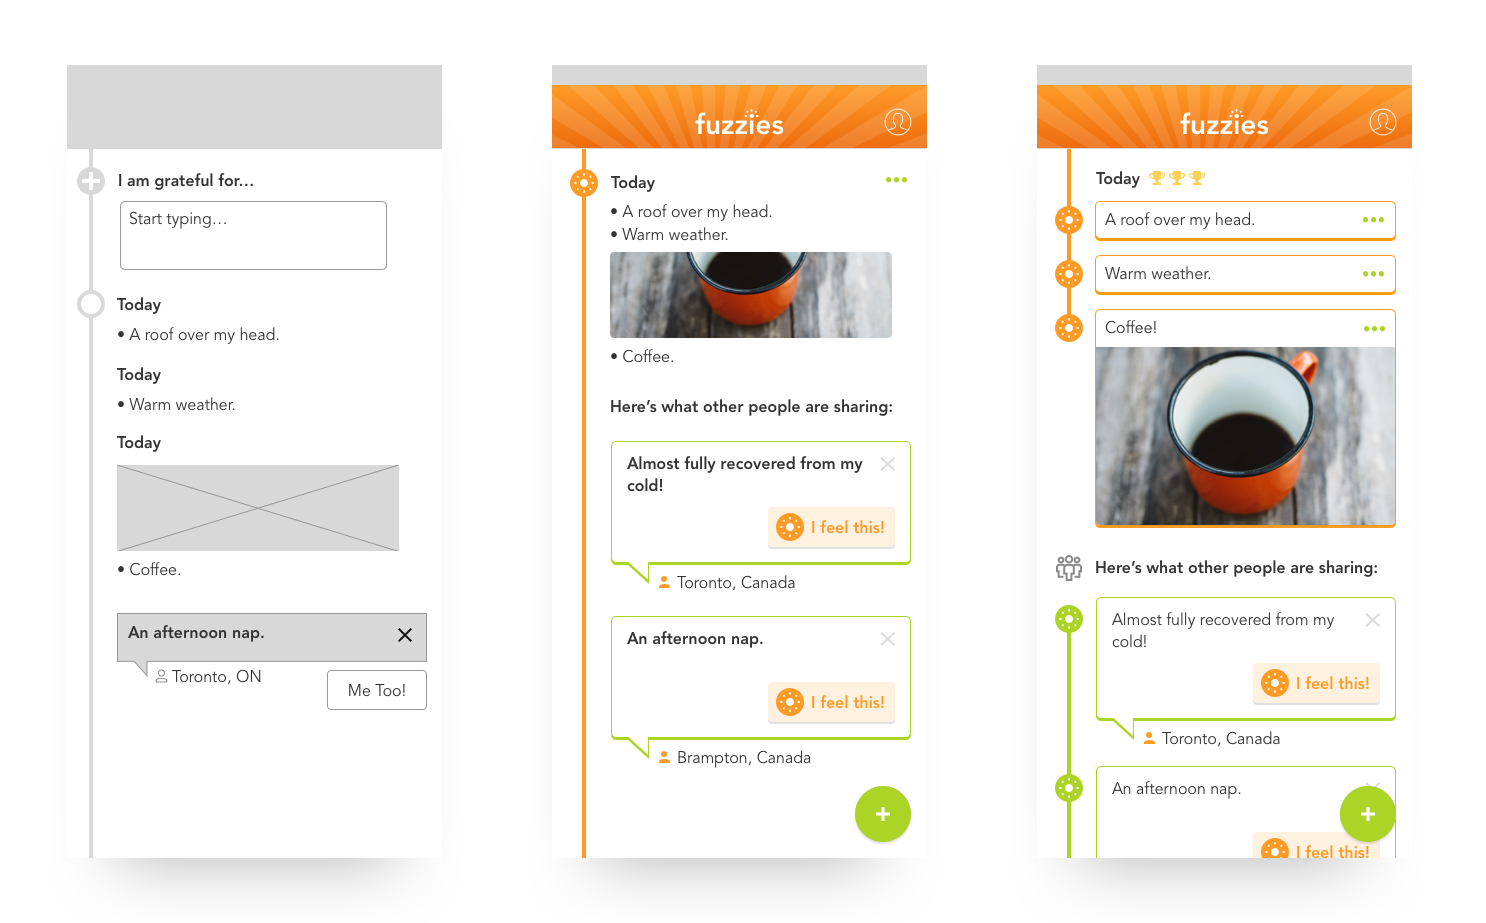 I am grateful for...
Start typing...
Today
• A roof over my head.
Today
• Warm weather.
Today
• Coffee.
An afternoon nap.
Toronto, ON
Me Too!
fuzzies
Today
• A roof over my head.
• Warm weather.
• Coffee.
Here's what other people are sharing:
Almost fully recovered from my
cold!
I feel this!
Toronto, Canada
An afternoon nap.
I feel this!
Brampton, Canada
fuzzies
Today
A roof over my head.
Warm weather.
Coffee!
Here's what other people are sharing:
Almost fully recovered from my
cold!
I feel this!
Toronto, Canada
An afternoon nap.
I feel this!